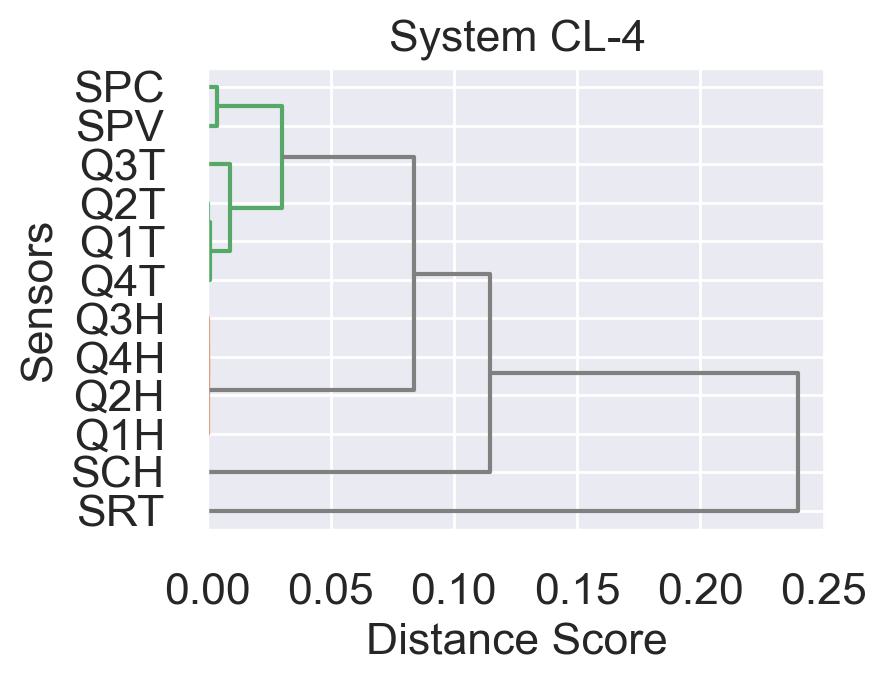 System CL-4
SPC
SPV
Q3T
Q2T
Q1T
Q4T
Q3H
Q4H
Q2H
Q1H
SCH
SRT
Sensors
0.00 0.05 0.10 0.15 0.20 0.25
Distance Score